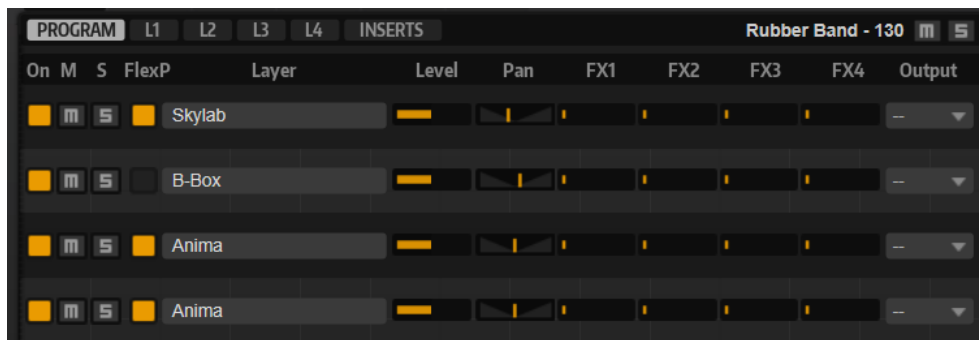 PROGRAM L1 L2 L3 L4 INSERTS Rubber Band - 130 m S
On M S FlexP Layer Level Pan FX1 FX2 FX3 FX4 Output
m S Skylab --
m S B-Box --
m S Anima --
m S Anima --